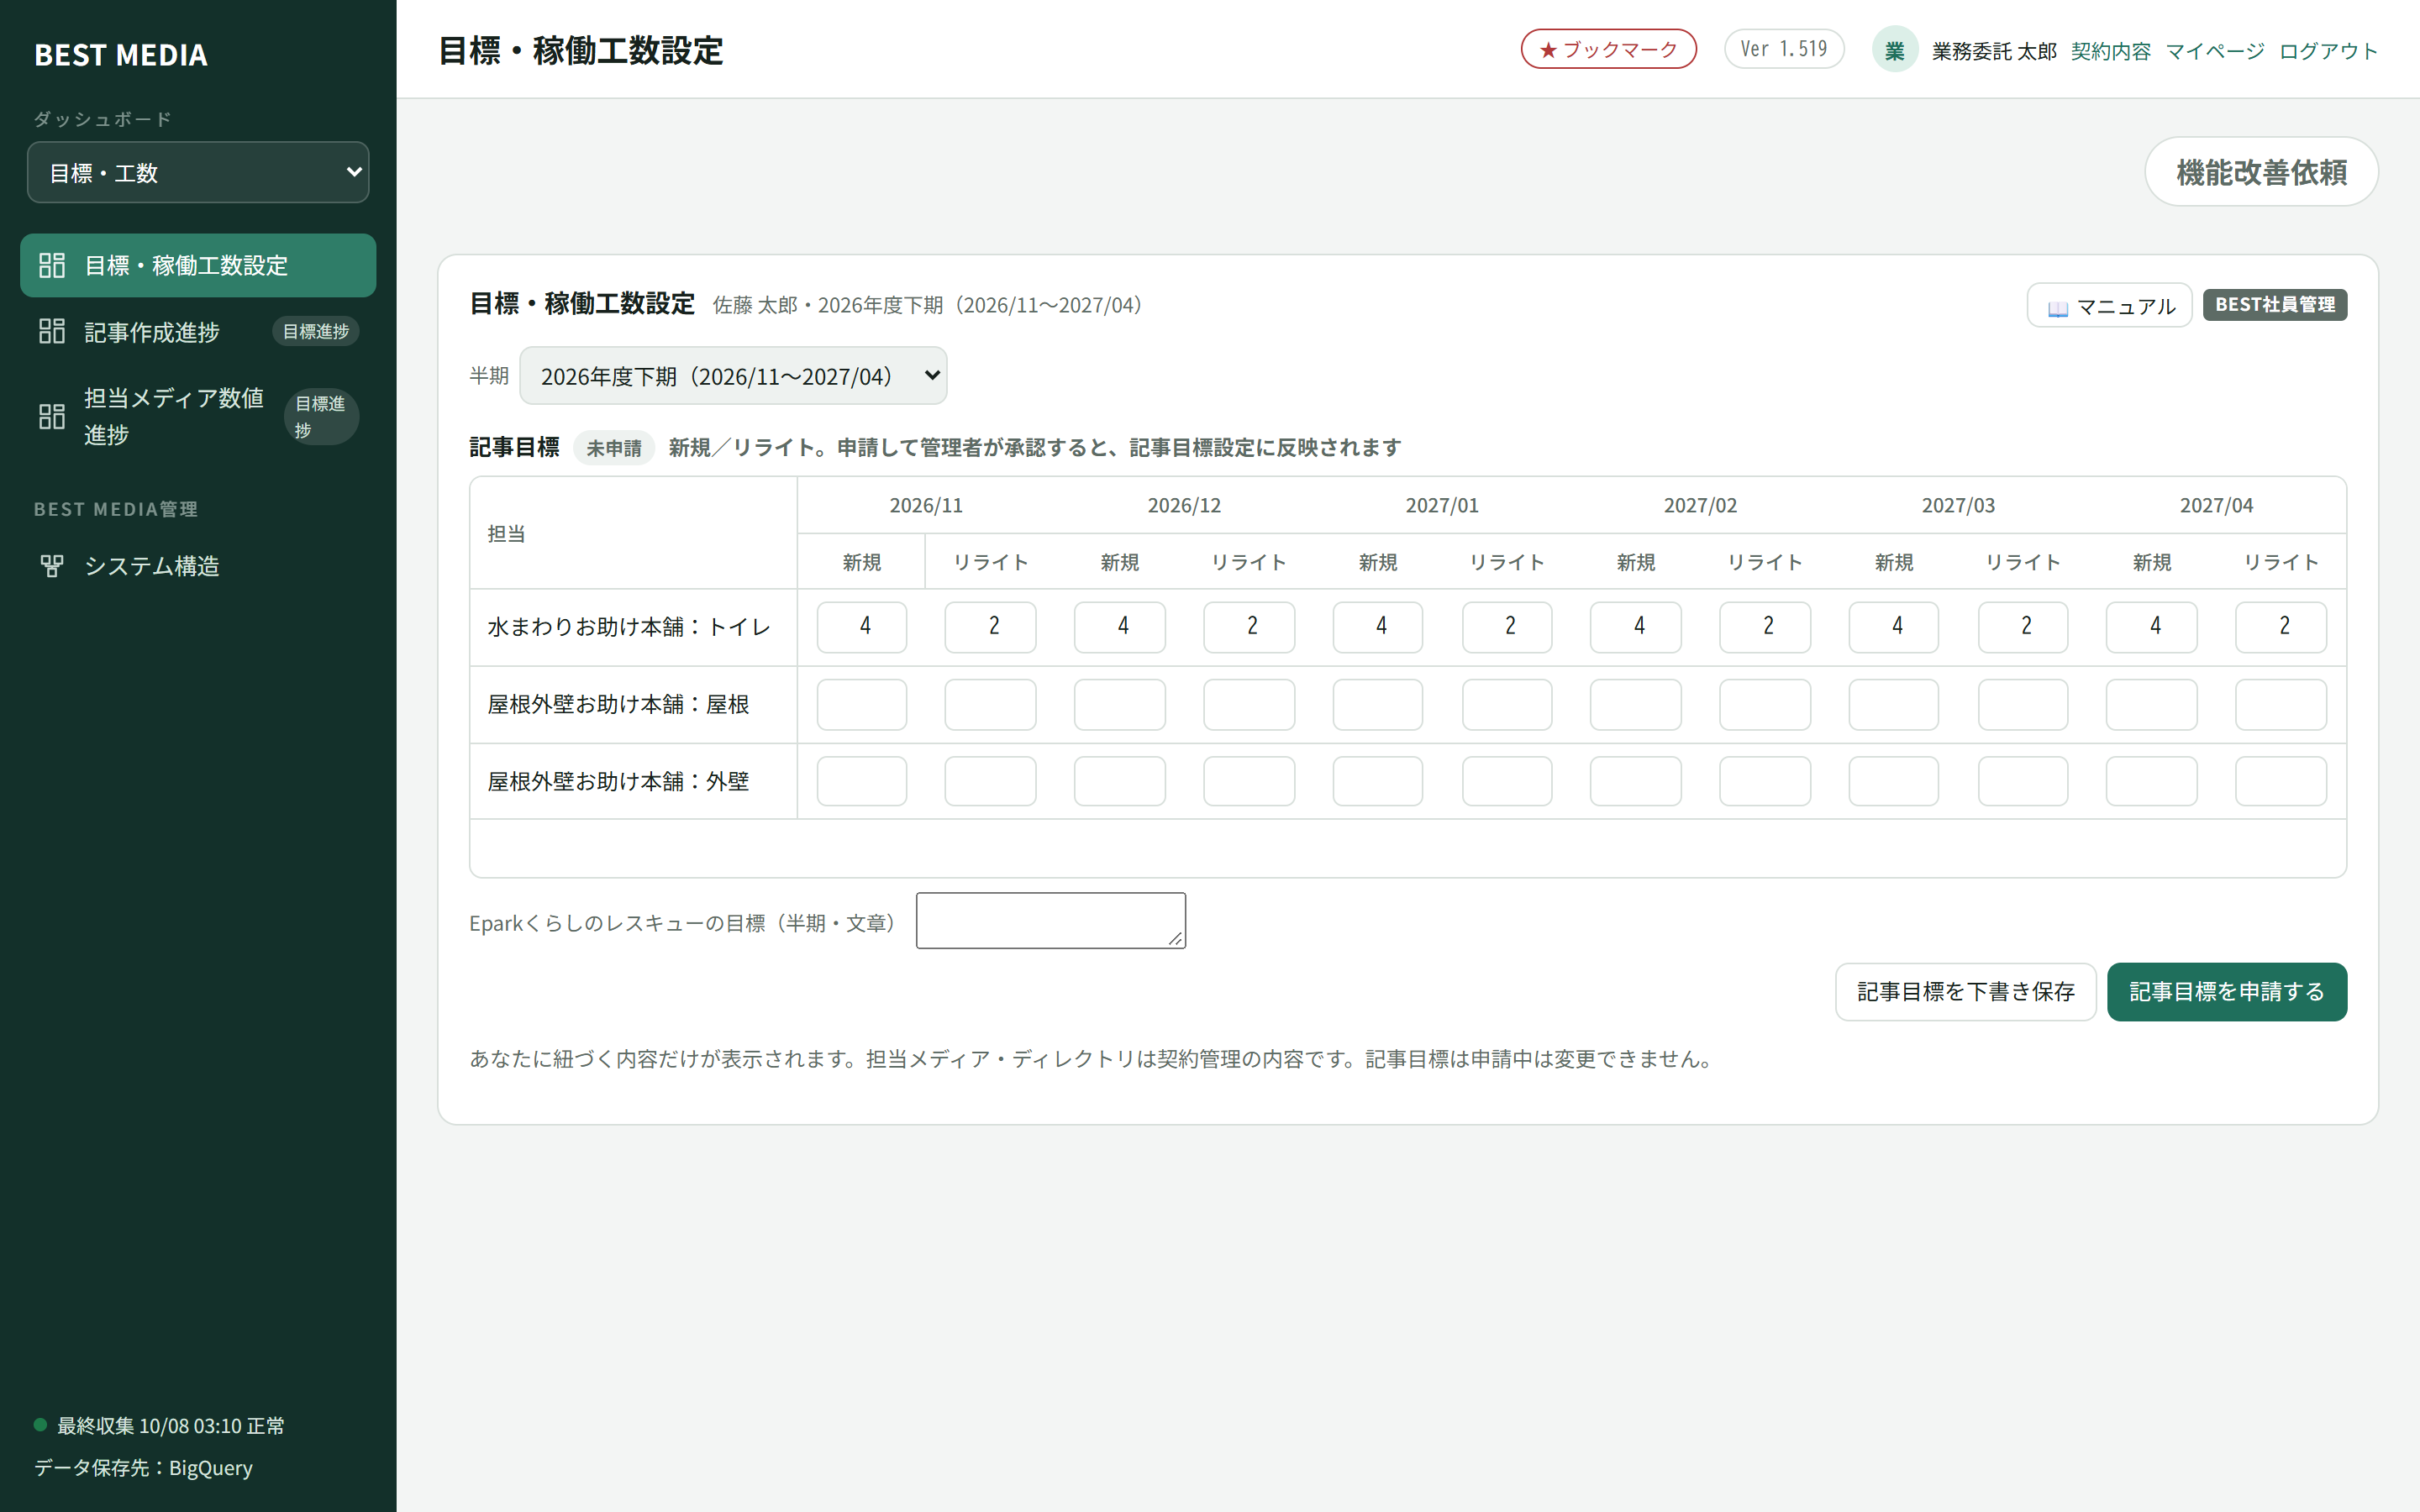 BEST MEDIA
ダッシュボード
目標・工数
目標・稼働工数設定
記事作成進捗 目標進捗
担当メディア数値
進捗
目標進
捗
BEST MEDIA管理
システム構造
最終収集 10/08 03:10 正常
データ保存先：BigQuery
目標・稼働工数設定
★ ブックマーク
Ver 1.519
業 業務委託 太郎 契約内容 マイページ ログアウト
機能改善依頼
目標・稼働工数設定 佐藤 太郎・2026年度下期（2026/11～2027/04）
マニュアル
BEST社員管理
半期 2026年度下期（2026/11～2027/04）
記事目標 未申請 新規／リライト。申請して管理者が承認すると、記事目標設定に反映されます
担当 2026/11 2026/12 2027/01 2027/02 2027/03 2027/04
新規 リライト 新規 リライト 新規 リライト 新規 リライト 新規 リライト 新規 リライト
水まわりお助け本舗：トイレ 4 2 4 2 4 2 4 2 4 2 4 2
屋根外壁お助け本舗：屋根
屋根外壁お助け本舗：外壁
Eparkくらしのレスキューの目標（半期・文章）
記事目標を下書き保存 記事目標を申請する
あなたに紐づく内容だけが表示されます。担当メディア・ディレクトリは契約管理の内容です。記事目標は申請中は変更できません。